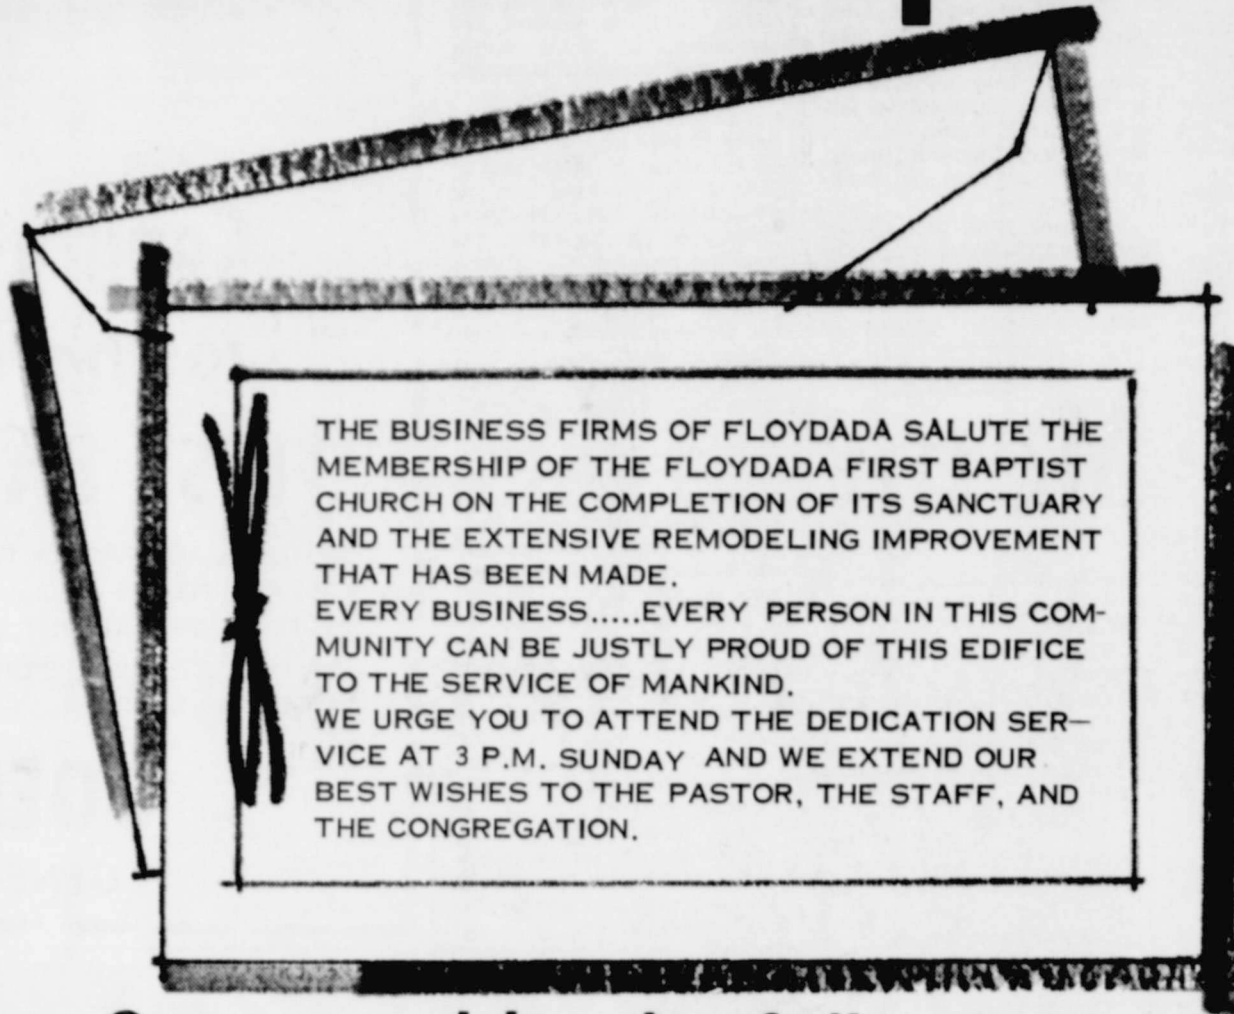 THE BUSINESS FIRMS OF FLOYDADA SALUTE THE
MEMBERSHIP OF THE FLOYDADA FIRST BAPTIST
CHURCH ON THE COMPLETION OF ITS SANCTUARY
AND THE EXTENSIVE REMODELING IMPROVEMENT
THAT HAS BEEN MADE.
EVERY BUSINESS.....EVERY PERSON IN THIS COM-
MUNITY CAN BE JUSTLY PROUD OF THIS EDIFICE
TO THE SERVICE OF MANKIND.
WE URGE YOU TO ATTEND THE DEDICATION SER—
VICE AT 3 P.M. SUNDAY AND WE EXTEND OUR
BEST WISHES TO THE PASTOR, THE STAFF, AND
THE CONGREGATION.